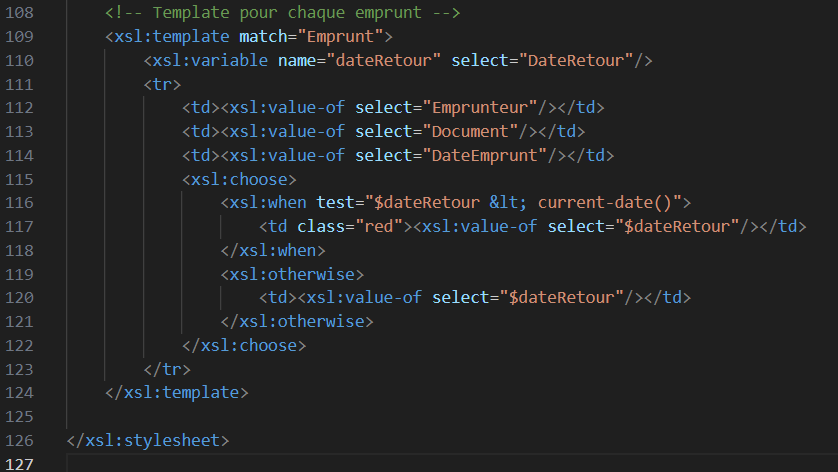 108 <!-- Template pour chaque emprunt -->
109 <xsl:template match="Emprunt">
110 <xsl:variable name="dateRetour" select="DateRetour"/>
111 <tr>
112 <td><xsl:value-of select="Emprunteur"/></td>
113 <td><xsl:value-of select="Document"/></td>
114 <td><xsl:value-of select="DateEmprunt"/></td>
115 <xsl:choose>
116 <xsl:when test="$dateRetour &lt; current-date()">
117 <td class="red"><xsl:value-of select="$dateRetour"/></td>
118 </xsl:when>
119 <xsl:otherwise>
120 <td><xsl:value-of select="$dateRetour"/></td>
121 </xsl:otherwise>
122 </xsl:choose>
123 </tr>
124 </xsl:template>
125
126 </xsl:stylesheet>
127